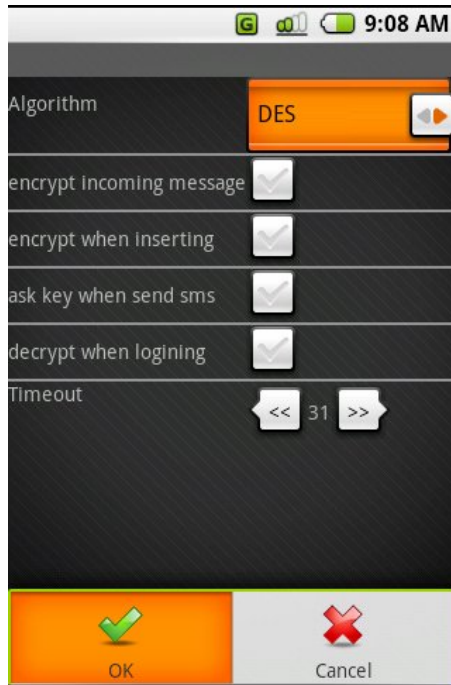 G 9:08 AM
Algorithm DES
encrypt incoming message
encrypt when inserting
ask key when send sms
decrypt when logining
Timeout << 31 >>
OK Cancel